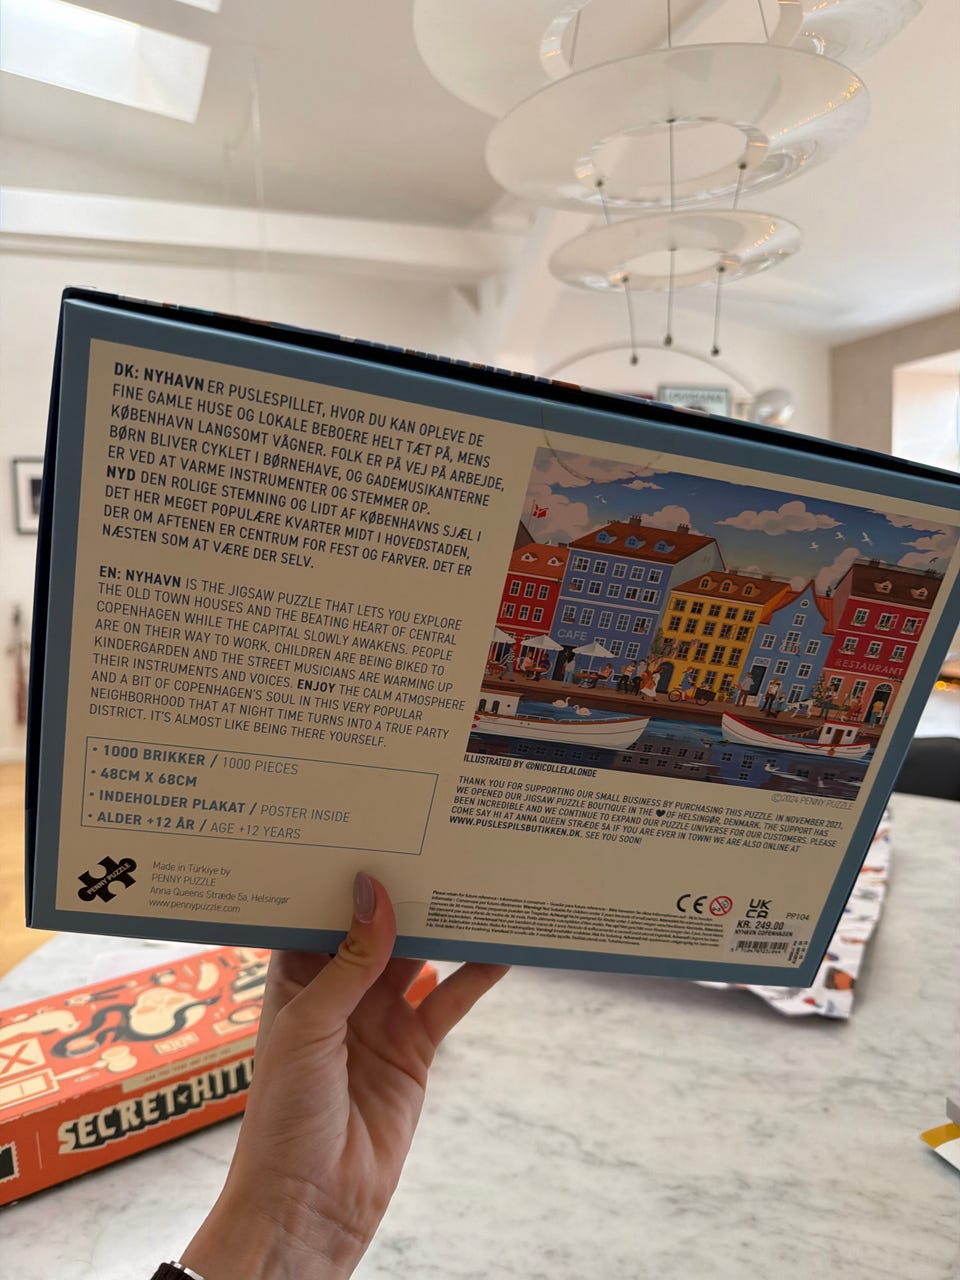 DK: NYHAVN ER PUSLESPILLET, HVOR DU KAN OPLEVE DE
FINE GAMLE HUSE OG LOKALE BEBOERE HELT TÆT PÅ, MENS
KØBENHAVN LANGSOMT VÅGNER. FOLK ER PÅ VEJ PÅ ARBEJDE,
BØRN BLIVER CYKLET I BØRNEHAVE, OG GADEMUSIKANTERNE
ER VED AT VARME INSTRUMENTER OG STEMMER OP.
NYD DEN ROLIGE STEMNING OG LIDT AF KØBENHAVNS SJÆL I
DET HER MEGET POPULÆRE KVARTER MIDT I HOVEDSTADEN,
DER OM AFTENEN ER CENTRUM FOR FEST OG FARVER. DET ER
NÆSTEN SOM AT VÆRE DER SELV.
EN: NYHAVN IS THE JIGSAW PUZZLE THAT LETS YOU EXPLORE
THE OLD TOWN HOUSES AND THE BEATING HEART OF CENTRAL
COPENHAGEN WHILE THE CAPITAL SLOWLY AWAKENS. PEOPLE
ARE ON THEIR WAY TO WORK, CHILDREN ARE BEING BIKED TO
KINDERGARDEN AND THE STREET MUSICIANS ARE WARMING UP
THEIR INSTRUMENTS AND VOICES. ENJOY THE CALM ATMOSPHERE
AND A BIT OF COPENHAGEN'S SOUL IN THIS VERY POPULAR
NEIGHBORHOOD THAT AT NIGHT TIME TURNS INTO A TRUE PARTY
DISTRICT. IT'S ALMOST LIKE BEING THERE YOURSELF.
• 1000 BRIKKER / 1000 PIECES
• 48CM X 68CM
• INDEHOLDER PLAKAT / POSTER INSIDE
• ALDER +12 ÅR / AGE +12 YEARS
PENNY PUZZLE
Made in Türkiye by
PENNY PUZZLE
Anna Queens Stræde 5a, Helsingør
www.pennypuzzle.com
CAFE
RESTAURANT
ILLUSTRATED BY @NICOLLELALONDE
©2024 PENNY PUZZLE
THANK YOU FOR SUPPORTING OUR SMALL BUSINESS BY PURCHASING THIS PUZZLE. IN NOVEMBER 2021,
WE OPENED OUR JIGSAW PUZZLE BOUTIQUE IN THE ♥ OF HELSINGØR, DENMARK. THE SUPPORT HAS
BEEN INCREDIBLE AND WE CONTINUE TO EXPAND OUR PUZZLE UNIVERSE FOR OUR CUSTOMERS. PLEASE
COME SAY HI AT ANNA QUEEN STRÆDE 5A IF YOU ARE EVER IN TOWN! WE ARE ALSO ONLINE AT
WWW.PUSLESPILSBUTIKKEN.DK. SEE YOU SOON!
CE
UK
CA
PP104
KR. 249.00
NYHAVN COPENHAGEN
SECRET HITL